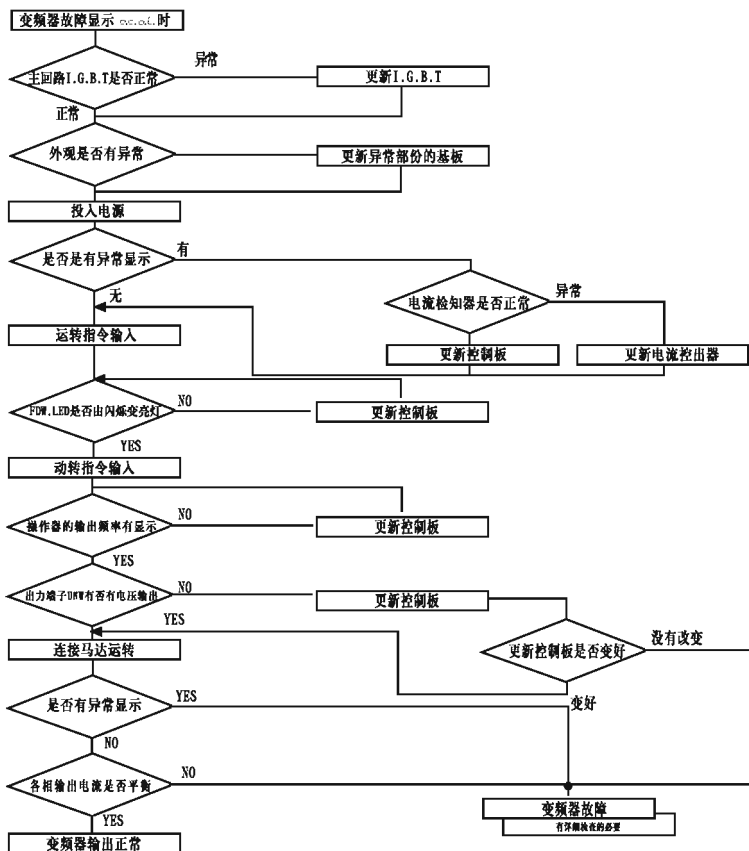 变频器故障显示 o.c. o.l. 时
异常
主回路I.G.B.T是否正常
更新I.G.B.T
正常
外观是否有异常
更新异常部份的基板
投入电源
有
是否是有异常显示
无
电流检知器是否正常
异常
运转指令输入
更新控制板
更新电流控出器
FDW.LED是否由闪烁变亮灯
NO
更新控制板
YES
动转指令输入
操作器的输出频率有显示
NO
更新控制板
YES
出力端子UNW有否有电压输出
NO
更新控制板
YES
连接马达运转
更新控制板是否变好
没有改变
是否有异常显示
YES
变好
NO
各相输出电流是否平衡
NO
YES
变频器故障
有详细检查的必要
变频器输出正常